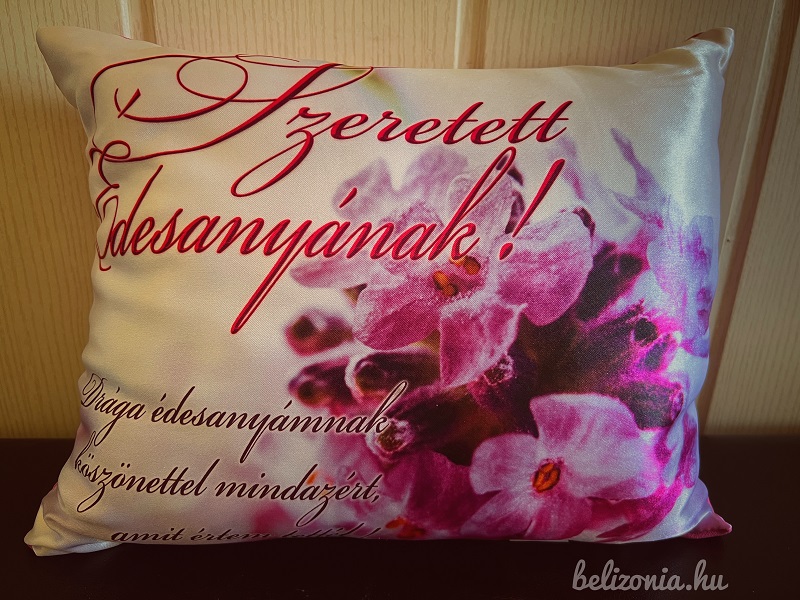 Szeretett
Édesanyának !
Drága édesanyámnak
köszönettel mindazért,
amit értem
belizonia.hu